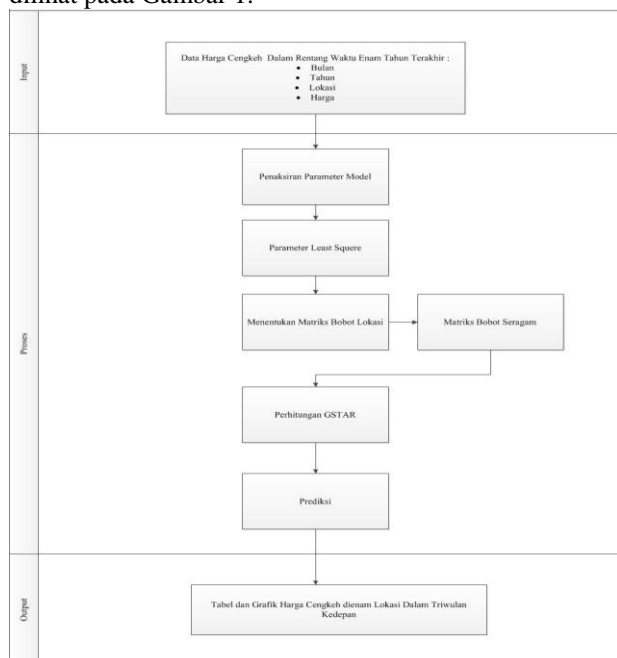 dilihat pada Gambar 1.
Input
Data Harga Cengkeh Dalam Rentang Waktu Enam Tahun Terakhir :
• Bulan
• Tahun
• Lokasi
• Harga
Proses
Penaksiran Parameter Model
Parameter Least Squere
Menentukan Matriks Bobot Lokasi
Matriks Bobot Seragam
Perhitungan GSTAR
Prediksi
Output
Tabel dan Grafik Harga Cengkeh dienam Lokasi Dalam Triwulan
Kedepan